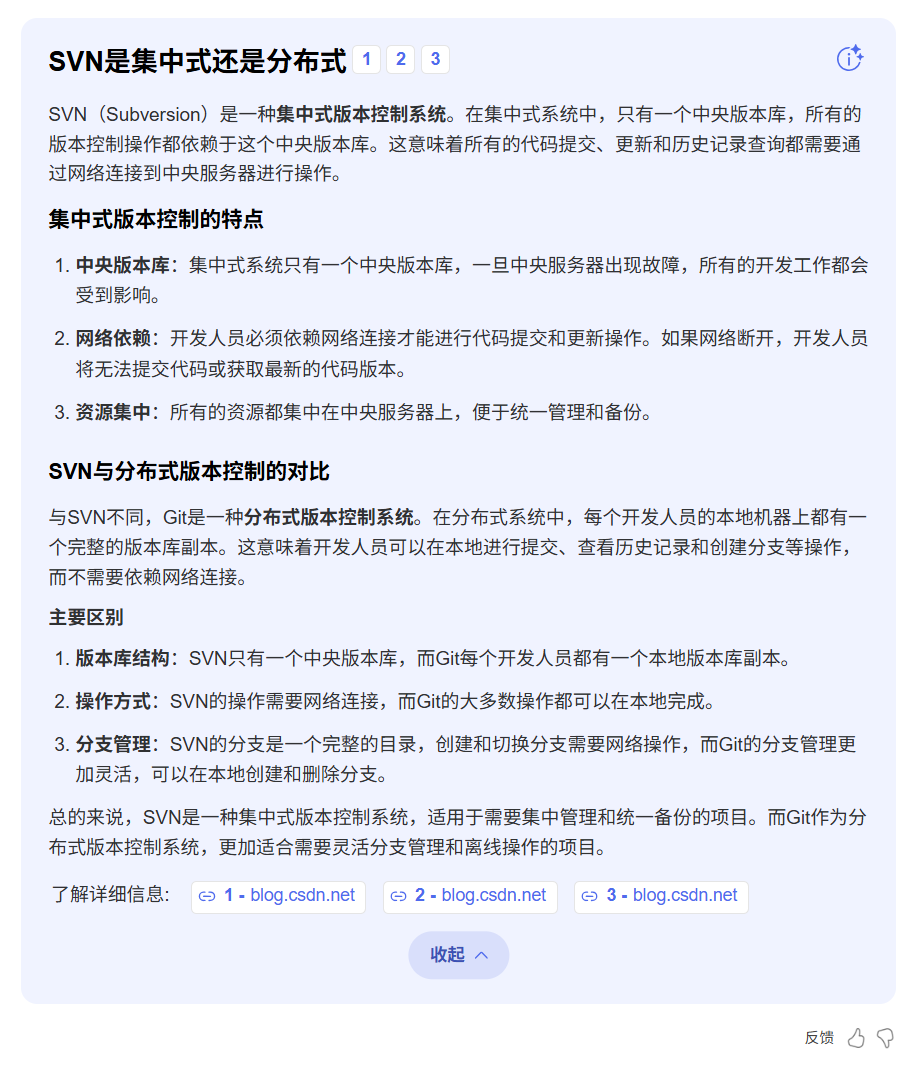 SVN是集中式还是分布式 1 2 3
SVN（Subversion）是一种集中式版本控制系统。在集中式系统中，只有一个中央版本库，所有的
版本控制操作都依赖于这个中央版本库。这意味着所有的代码提交、更新和历史记录查询都需要通
过网络连接到中央服务器进行操作。
集中式版本控制的特点
1. 中央版本库：集中式系统只有一个中央版本库，一旦中央服务器出现故障，所有的开发工作都会
受到影响。
2. 网络依赖：开发人员必须依赖网络连接才能进行代码提交和更新操作。如果网络断开，开发人员
将无法提交代码或获取最新的代码版本。
3. 资源集中：所有的资源都集中在中央服务器上，便于统一管理和备份。
SVN与分布式版本控制的对比
与SVN不同，Git是一种分布式版本控制系统。在分布式系统中，每个开发人员的本地机器上都有一
个完整的版本库副本。这意味着开发人员可以在本地进行提交、查看历史记录和创建分支等操作，
而不需要依赖网络连接。
主要区别
1. 版本库结构：SVN只有一个中央版本库，而Git每个开发人员都有一个本地版本库副本。
2. 操作方式：SVN的操作需要网络连接，而Git的大多数操作都可以在本地完成。
3. 分支管理：SVN的分支是一个完整的目录，创建和切换分支需要网络操作，而Git的分支管理更
加灵活，可以在本地创建和删除分支。
总的来说，SVN是一种集中式版本控制系统，适用于需要集中管理和统一备份的项目。而Git作为分
布式版本控制系统，更加适合需要灵活分支管理和离线操作的项目。
了解详细信息: 1 - blog.csdn.net 2 - blog.csdn.net 3 - blog.csdn.net
收起
反馈